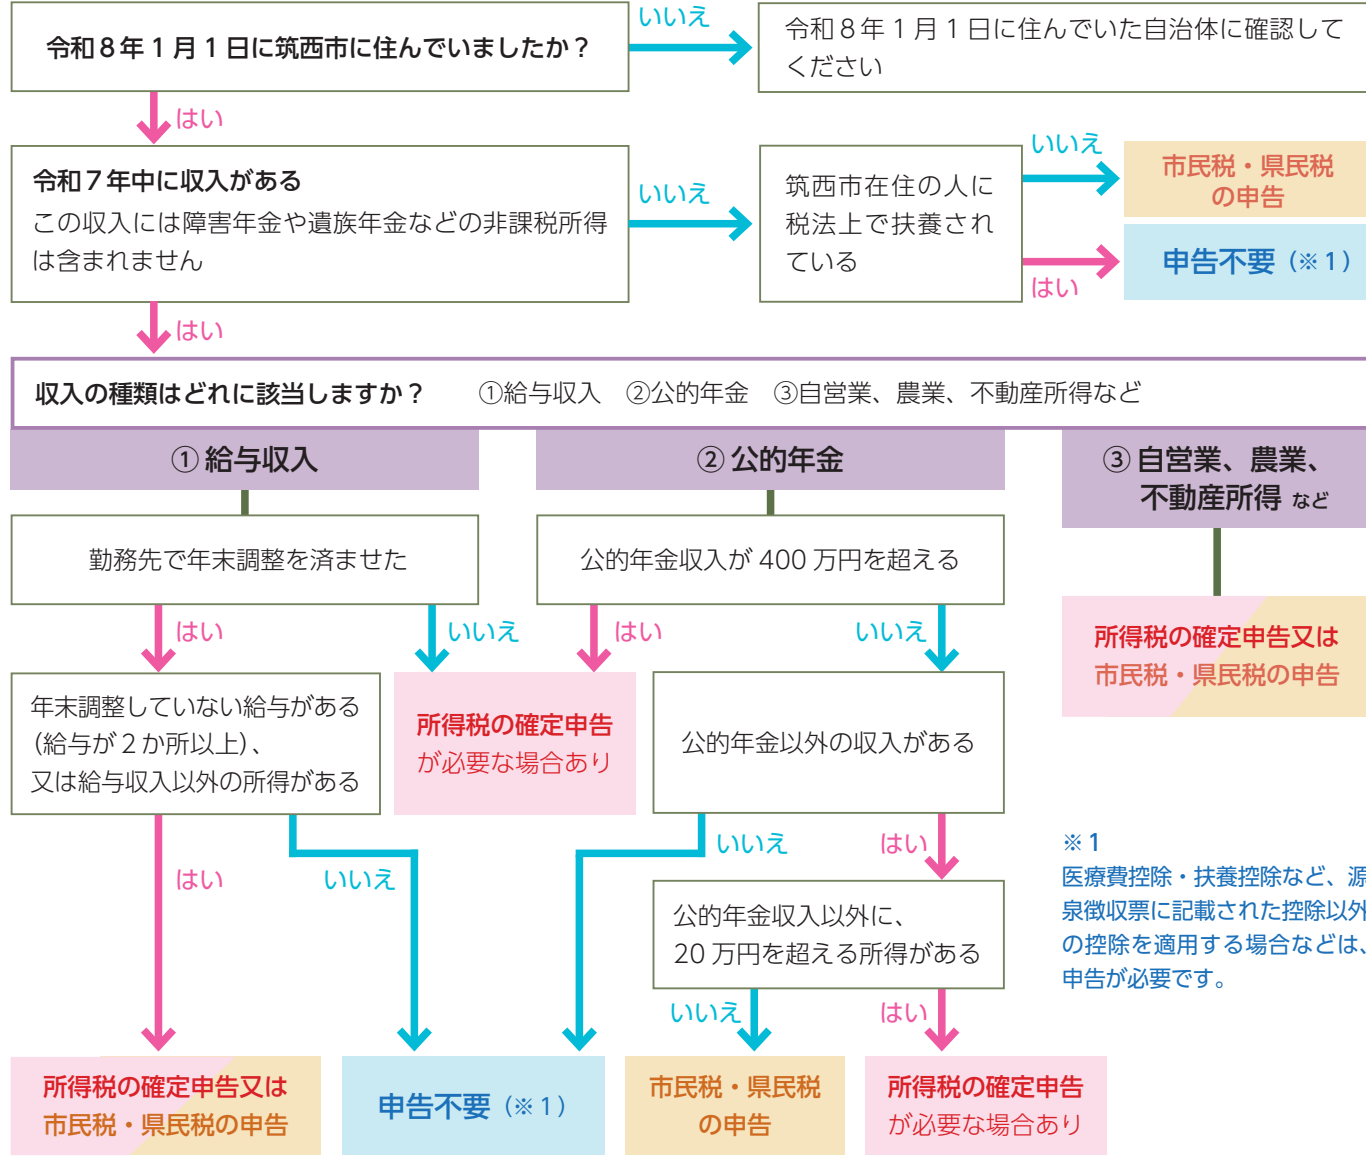 令和８年１月１日に筑西市に住んでいましたか？
いいえ
令和８年１月１日に住んでいた自治体に確認して
ください
はい
令和７年中に収入がある
この収入には障害年金や遺族年金などの非課税所得
は含まれません
いいえ
筑西市在住の人に
税法上で扶養され
ている
いいえ
市民税・県民税
の申告
はい
申告不要（※１）
はい
収入の種類はどれに該当しますか？　①給与収入　②公的年金　③自営業、農業、不動産所得など
① 給与収入
勤務先で年末調整を済ませた
はい
いいえ
年末調整していない給与がある
（給与が２か所以上）、
又は給与収入以外の所得がある
所得税の確定申告
が必要な場合あり
はい
いいえ
② 公的年金
公的年金収入が 400 万円を超える
はい
いいえ
公的年金以外の収入がある
いいえ
はい
公的年金収入以外に、
20 万円を超える所得がある
いいえ
はい
③ 自営業、農業、
不動産所得 など
所得税の確定申告又は
市民税・県民税の申告
※１
医療費控除・扶養控除など、源
泉徴収票に記載された控除以外
の控除を適用する場合などは、
申告が必要です。
所得税の確定申告又は
市民税・県民税の申告
申告不要（※１）
市民税・県民税
の申告
所得税の確定申告
が必要な場合あり